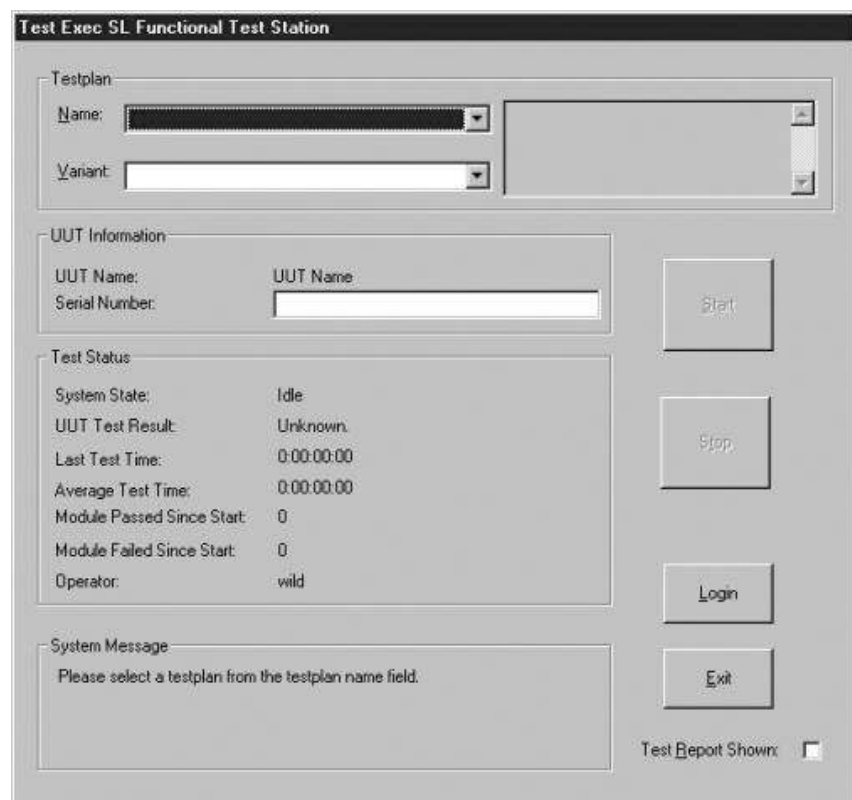 Test Exec SL Functional Test Station
Testplan
Name:
Variant:
UUT Information
UUT Name: UUT Name
Serial Number:
Start
Test Status
System State: Idle
UUT Test Result: Unknown.
Last Test Time: 0:00:00:00
Average Test Time: 0:00:00:00
Module Passed Since Start: 0
Module Failed Since Start: 0
Operator: wild
Stop
Login
System Message
Please select a testplan from the testplan name field.
Exit
Test Report Shown: